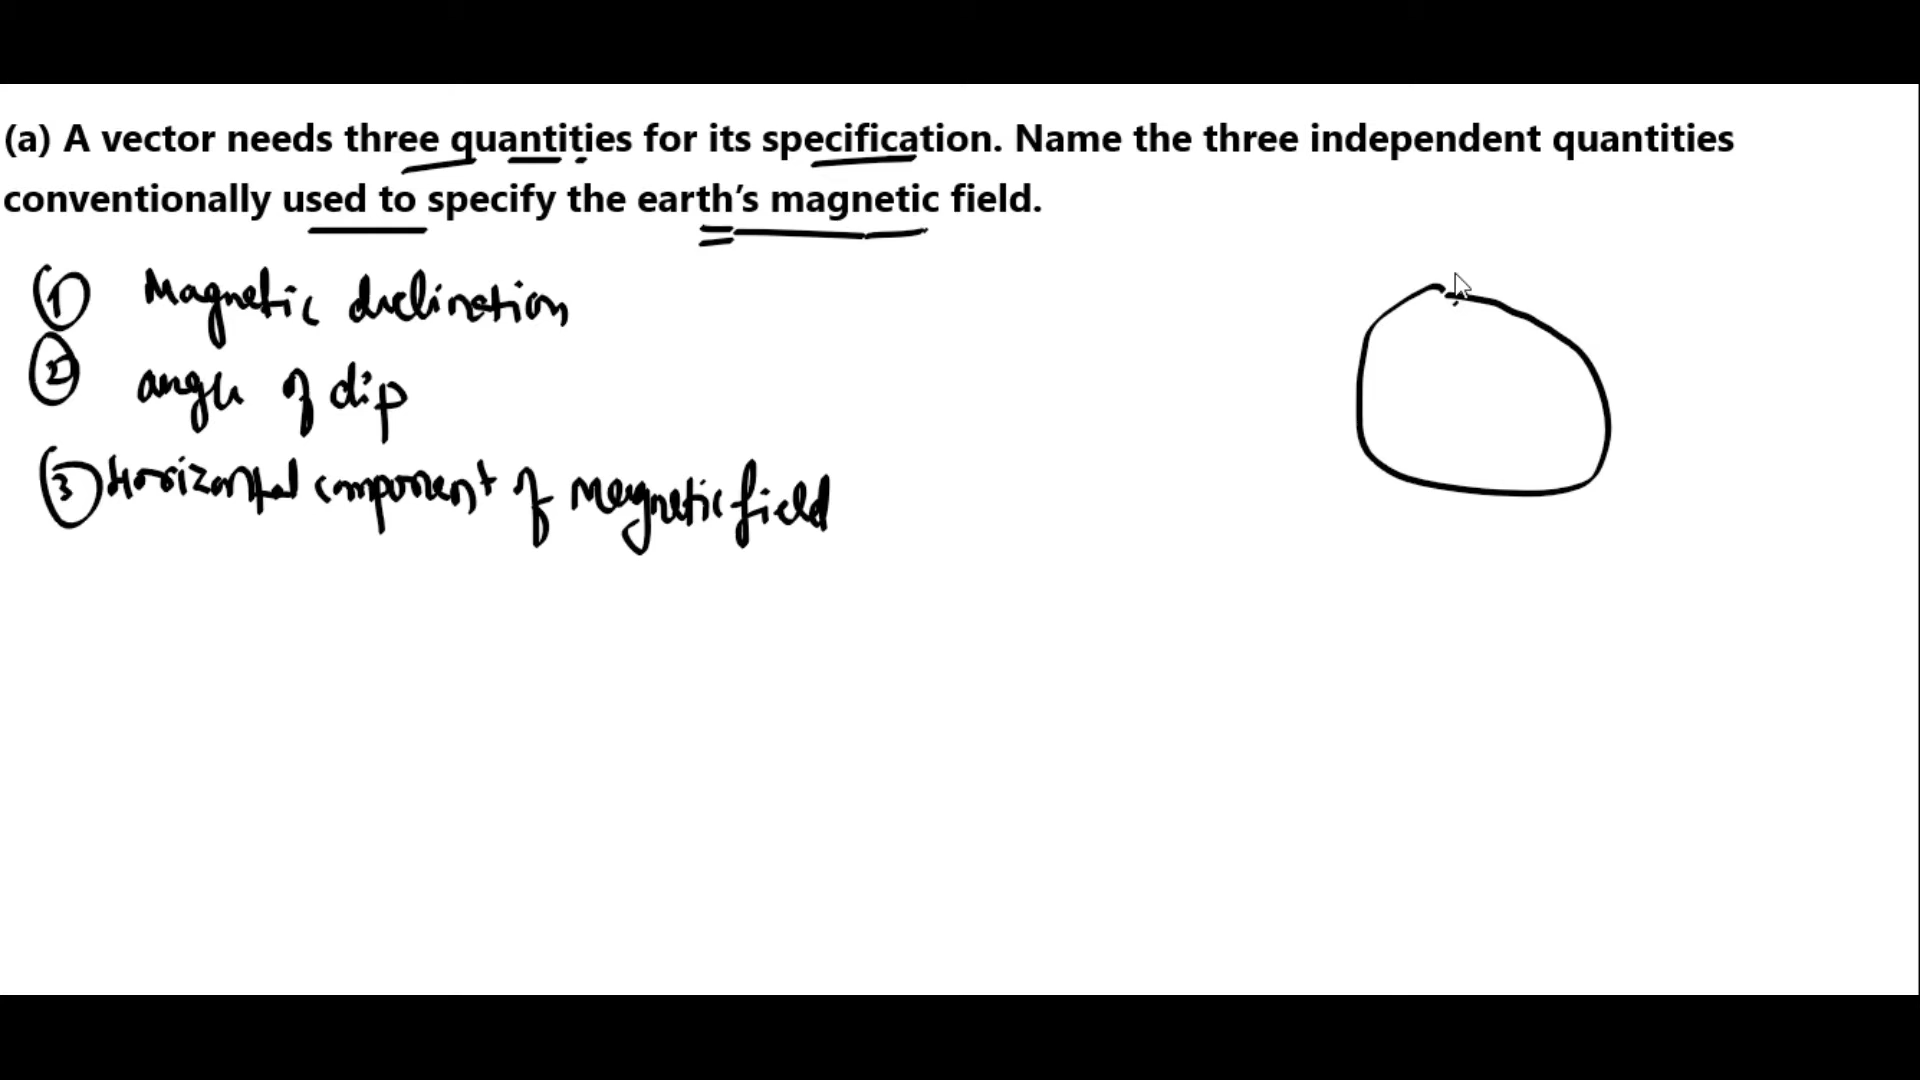 (a) A vector needs three quantities for its specification. Name the three independent quantities
conventionally used to specify the earth’s magnetic field.
1 Magnetic declination
2 angle of dip
3 Horizontal component of Magnetic field